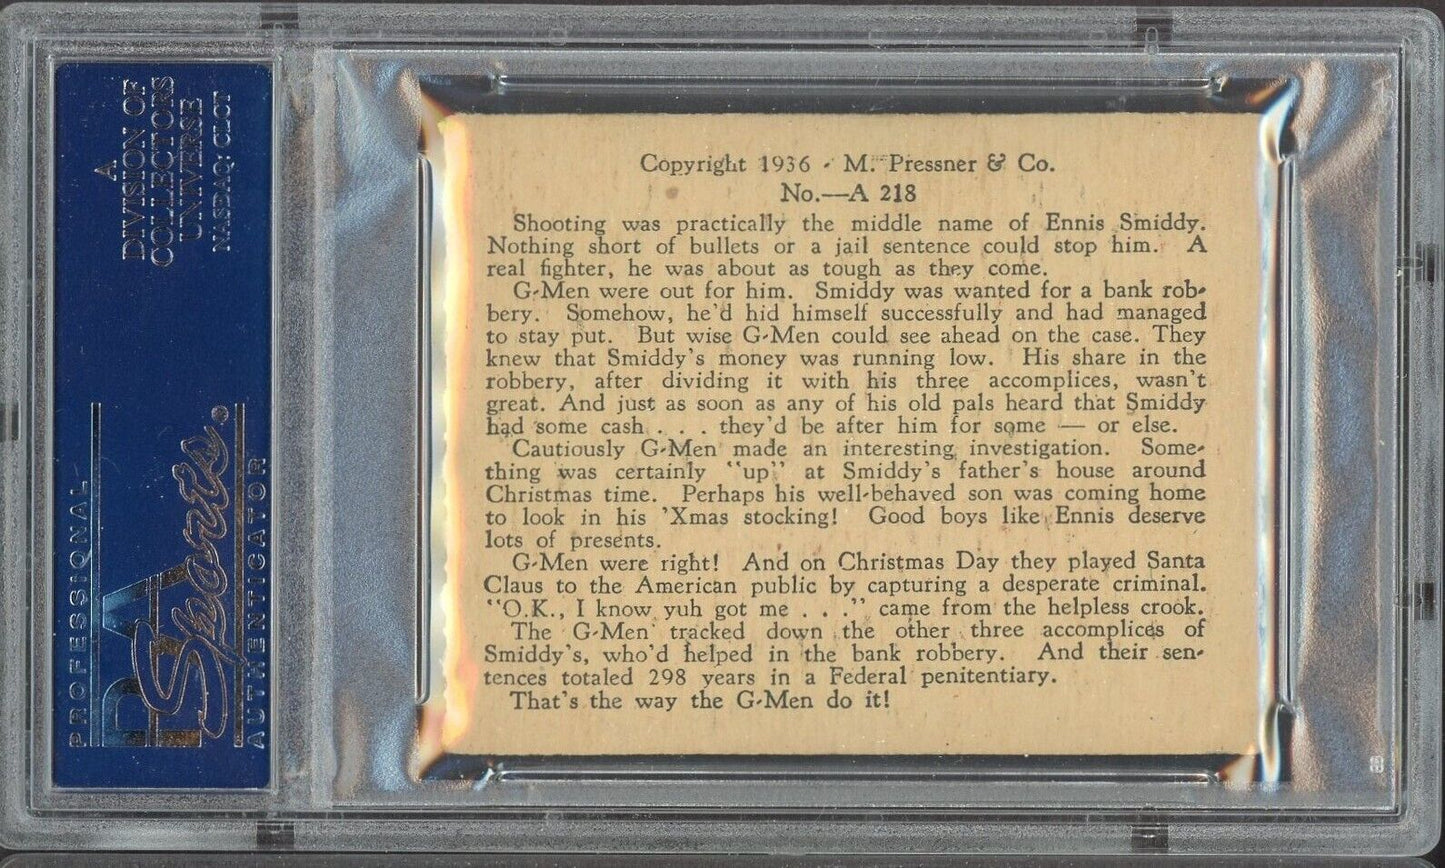 A
DIVISION OF
COLLECTORS
UNIVERSE
NASDAQ: CLCT
PROFESSIONAL
PSA
Sports
AUTHENTICATOR
Copyright 1936 - M. Pressner & Co.
No.—A 218
Shooting was practically the middle name of Ennis Smiddy.
Nothing short of bullets or a jail sentence could stop him. A
real fighter, he was about as tough as they come.
G-Men were out for him. Smiddy was wanted for a bank rob-
bery. Somehow, he'd hid himself successfully and had managed
to stay put. But wise G-Men could see ahead on the case. They
knew that Smiddy's money was running low. His share in the
robbery, after dividing it with his three accomplices, wasn't
great. And just as soon as any of his old pals heard that Smiddy
had some cash . . . they'd be after him for some — or else.
Cautiously G-Men made an interesting investigation. Some-
thing was certainly "up" at Smiddy's father's house around
Christmas time. Perhaps his well-behaved son was coming home
to look in his 'Xmas stocking! Good boys like Ennis deserve
lots of presents.
G-Men were right! And on Christmas Day they played Santa
Claus to the American public by capturing a desperate criminal.
"O.K., I know yuh got me . . ." came from the helpless crook.
The G-Men tracked down the other three accomplices of
Smiddy's, who'd helped in the bank robbery. And their sen-
tences totaled 298 years in a Federal penitentiary.
That's the way the G-Men do it!